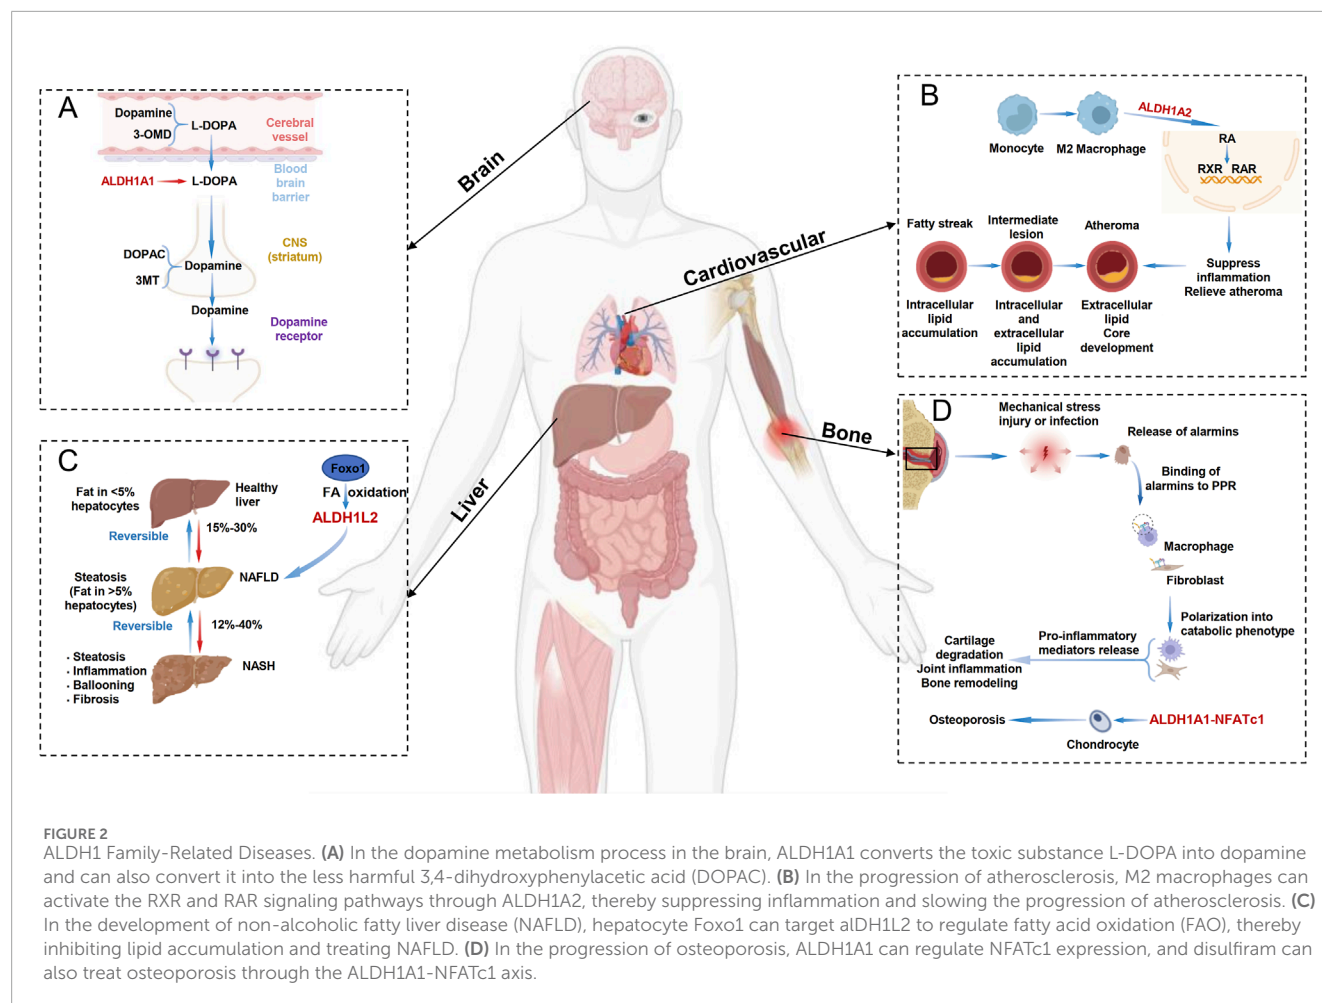 A
Dopamine
3-OMD
L-DOPA
Cerebral
vessel
Blood
brain
barrier
ALDH1A1
L-DOPA
CNS
(striatum)
DOPAC
3MT
Dopamine
Dopamine
Dopamine
receptor
Brain
Cardiovascular
Liver
Bone
B
Monocyte
M2 Macrophage
ALDH1A2
RA
RXR RAR
Fatty streak
Intermediate
lesion
Atheroma
Suppress
inflammation
Relieve atheroma
Intracellular
lipid
accumulation
Intracellular
and
extracellular
lipid
accumulation
Extracellular
lipid
Core
development
C
Foxo1
FA oxidation
ALDH1L2
Fat in <5%
hepatocytes
Healthy
liver
Reversible
15%-30%
Steatosis
(Fat in >5%
hepatocytes)
NAFLD
Reversible
12%-40%
· Steatosis
· Inflammation
· Ballooning
· Fibrosis
NASH
D
Mechanical stress
injury or infection
Release of alarmins
Binding of
alarmins to PPR
Macrophage
Fibroblast
Polarization into
catabolic phenotype
Pro-inflammatory
mediators release
Cartilage
degradation
Joint inflammation
Bone remodeling
Osteoporosis
Chondrocyte
ALDH1A1-NFATc1
FIGURE 2
ALDH1 Family-Related Diseases. (A) In the dopamine metabolism process in the brain, ALDH1A1 converts the toxic substance L-DOPA into dopamine
and can also convert it into the less harmful 3,4-dihydroxyphenylacetic acid (DOPAC). (B) In the progression of atherosclerosis, M2 macrophages can
activate the RXR and RAR signaling pathways through ALDH1A2, thereby suppressing inflammation and slowing the progression of atherosclerosis. (C)
In the development of non-alcoholic fatty liver disease (NAFLD), hepatocyte Foxo1 can target alDH1L2 to regulate fatty acid oxidation (FAO), thereby
inhibiting lipid accumulation and treating NAFLD. (D) In the progression of osteoporosis, ALDH1A1 can regulate NFATc1 expression, and disulfiram can
also treat osteoporosis through the ALDH1A1-NFATc1 axis.